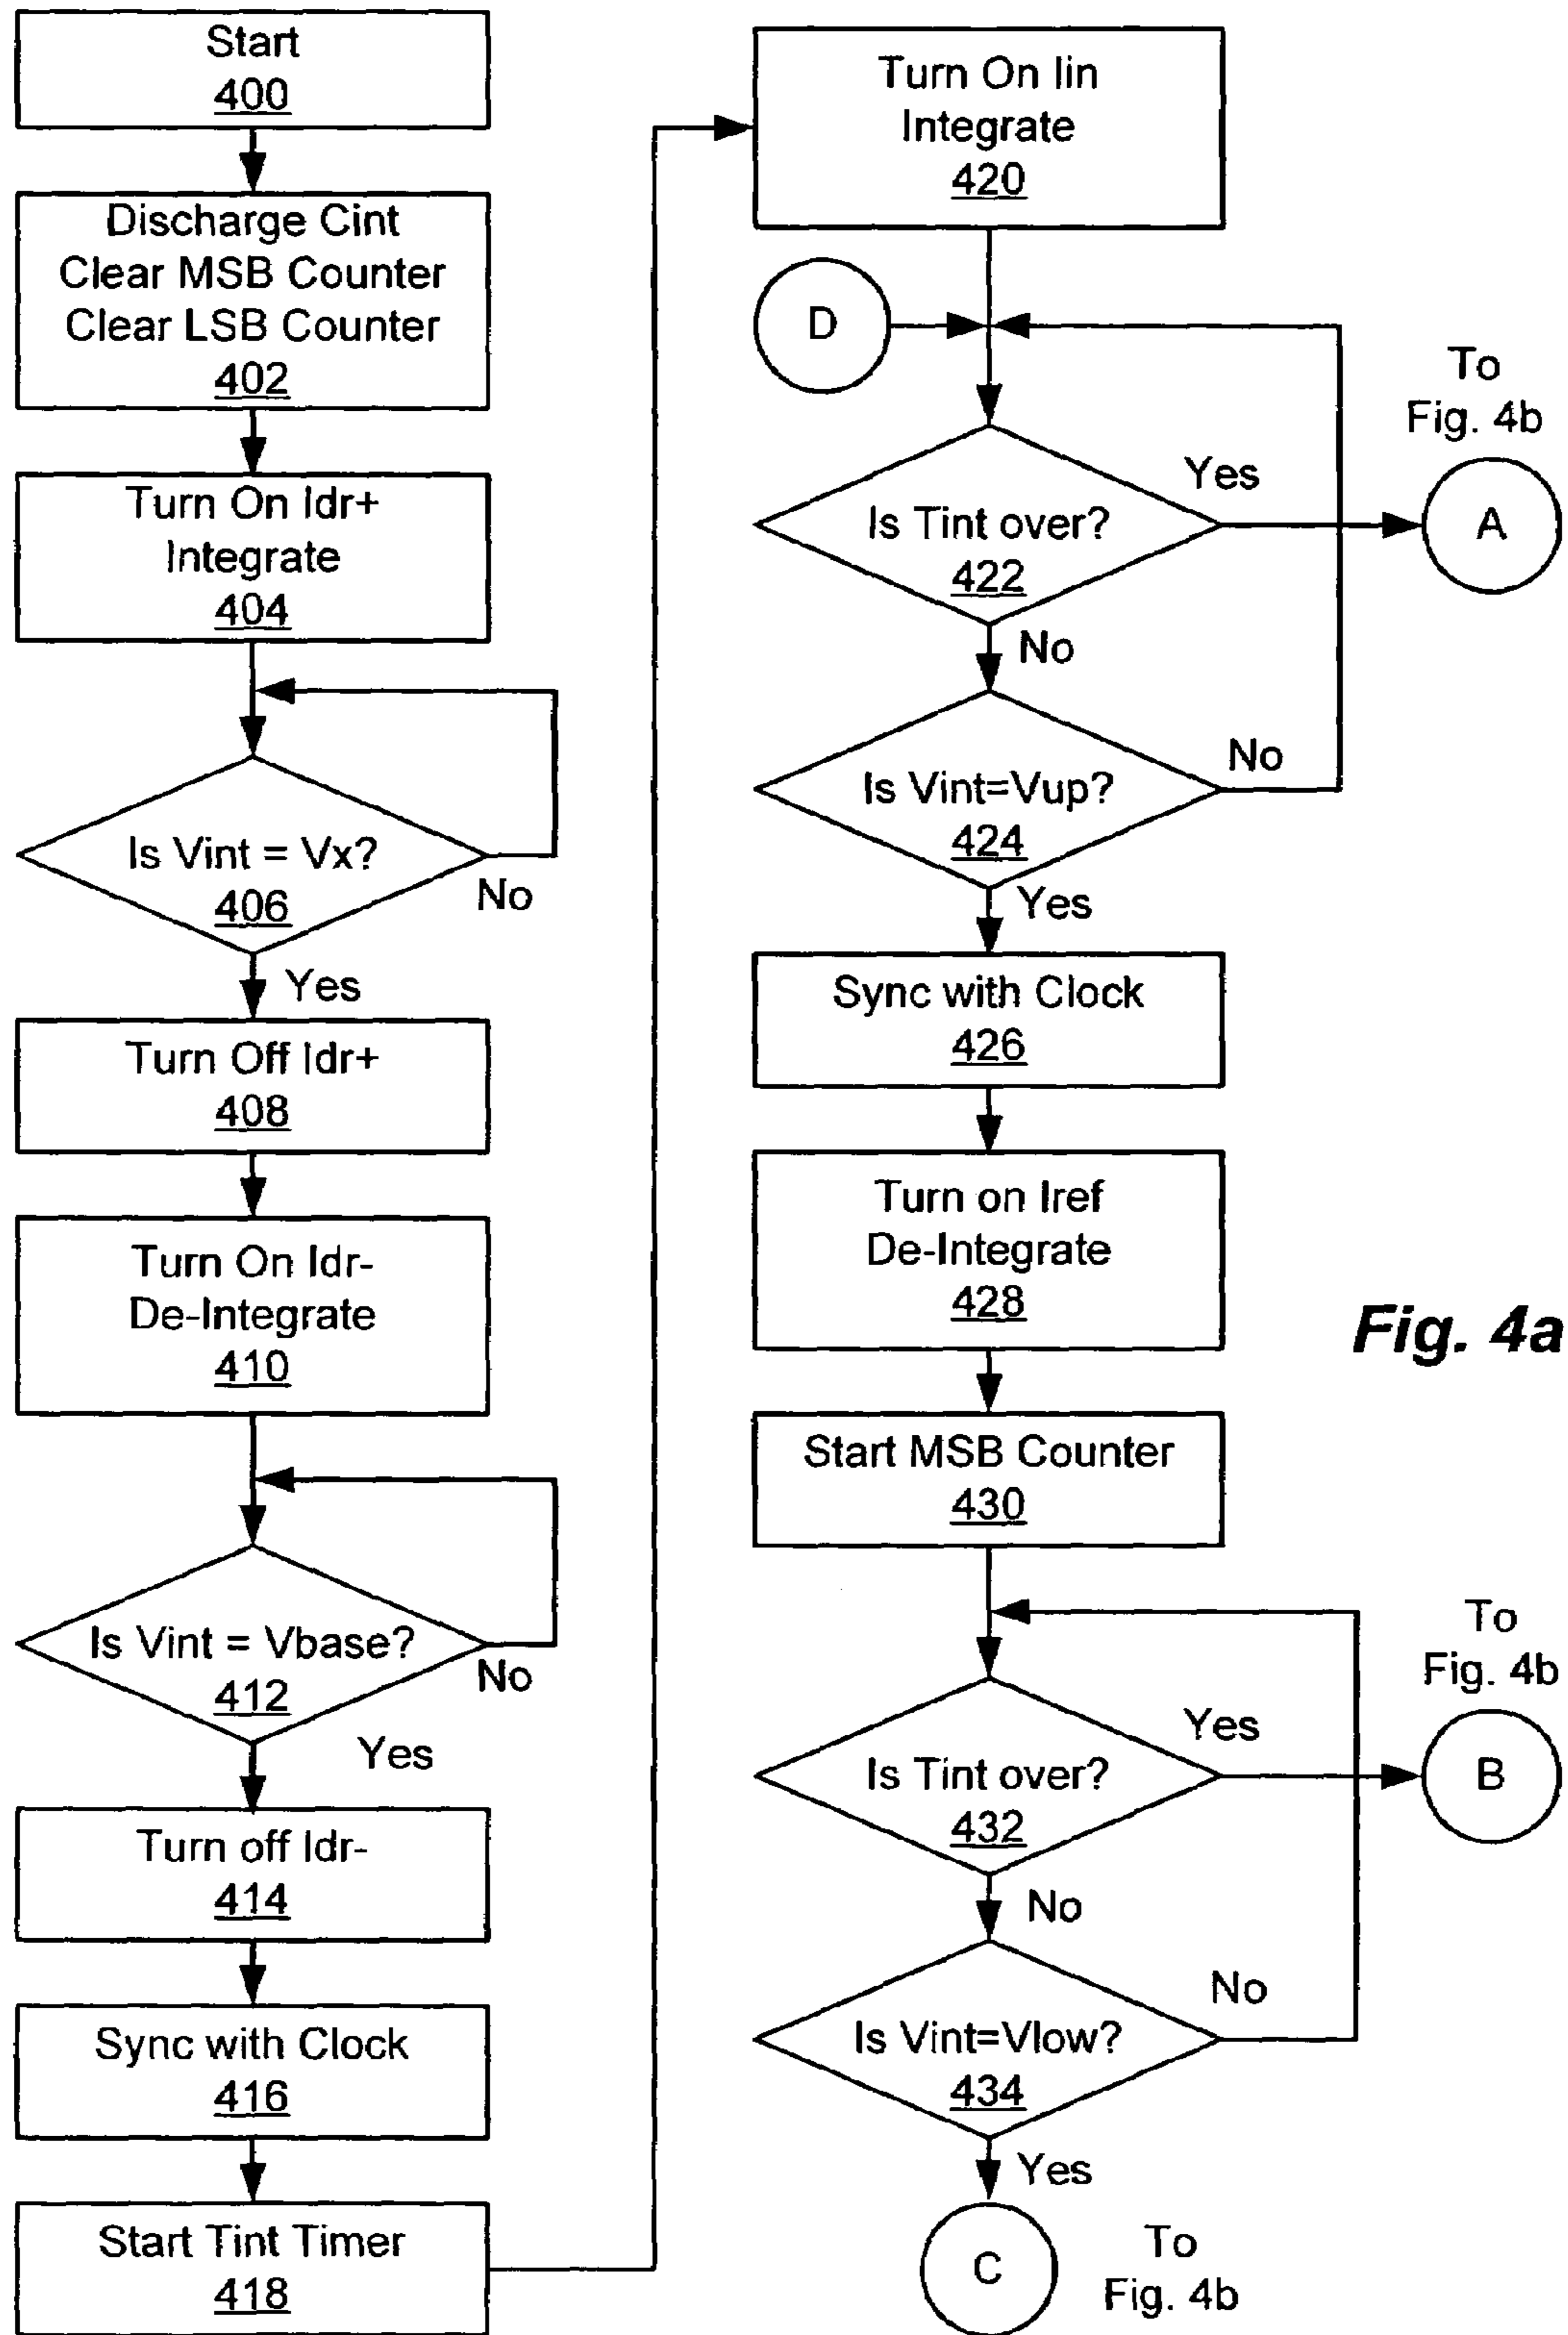 Start
400
Discharge Cint
Clear MSB Counter
Clear LSB Counter
402
Turn On Idr+
Integrate
404
Is Vint = Vx?
406
No
Yes
Turn Off Idr+
408
Turn On Idr-
De-Integrate
410
Is Vint = Vbase?
412
No
Yes
Turn off Idr-
414
Sync with Clock
416
Start Tint Timer
418
Turn On Iin
Integrate
420
D
To
Fig. 4b
Yes
A
Is Tint over?
422
No
Is Vint=Vup?
424
No
Yes
Sync with Clock
426
Turn on Iref
De-Integrate
428
Fig. 4a
Start MSB Counter
430
To
Fig. 4b
Yes
B
Is Tint over?
432
No
Is Vint=Vlow?
434
No
Yes
C
To
Fig. 4b